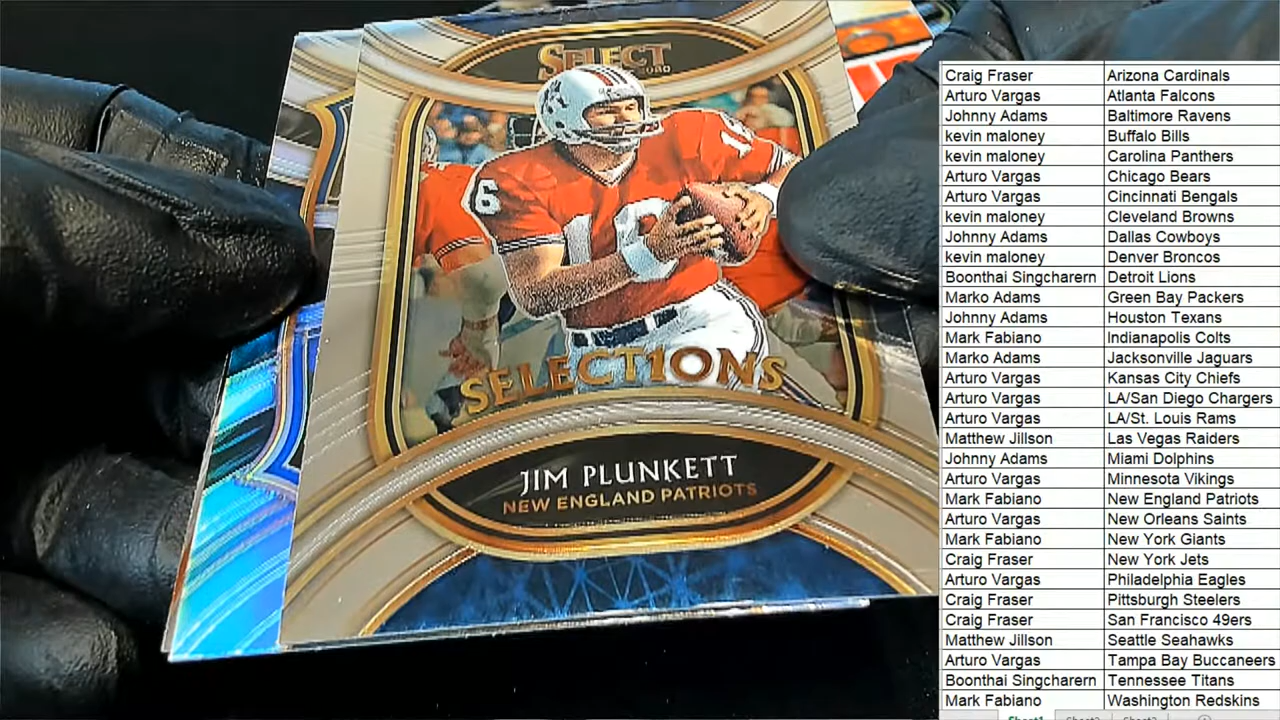 SELECT
2020
16
16
SELECT10NS
JIM PLUNKETT
NEW ENGLAND PATRIOTS
Craig Fraser Arizona Cardinals
Arturo Vargas Atlanta Falcons
Johnny Adams Baltimore Ravens
kevin maloney Buffalo Bills
kevin maloney Carolina Panthers
Arturo Vargas Chicago Bears
Arturo Vargas Cincinnati Bengals
kevin maloney Cleveland Browns
Johnny Adams Dallas Cowboys
kevin maloney Denver Broncos
Boonthai Singcharern Detroit Lions
Marko Adams Green Bay Packers
Johnny Adams Houston Texans
Mark Fabiano Indianapolis Colts
Marko Adams Jacksonville Jaguars
Arturo Vargas Kansas City Chiefs
Arturo Vargas LA/San Diego Chargers
Arturo Vargas LA/St. Louis Rams
Matthew Jillson Las Vegas Raiders
Johnny Adams Miami Dolphins
Arturo Vargas Minnesota Vikings
Mark Fabiano New England Patriots
Arturo Vargas New Orleans Saints
Mark Fabiano New York Giants
Craig Fraser New York Jets
Arturo Vargas Philadelphia Eagles
Craig Fraser Pittsburgh Steelers
Craig Fraser San Francisco 49ers
Matthew Jillson Seattle Seahawks
Arturo Vargas Tampa Bay Buccaneers
Boonthai Singcharern Tennessee Titans
Mark Fabiano Washington Redskins
Sheet1 Sheet2 Sheet3